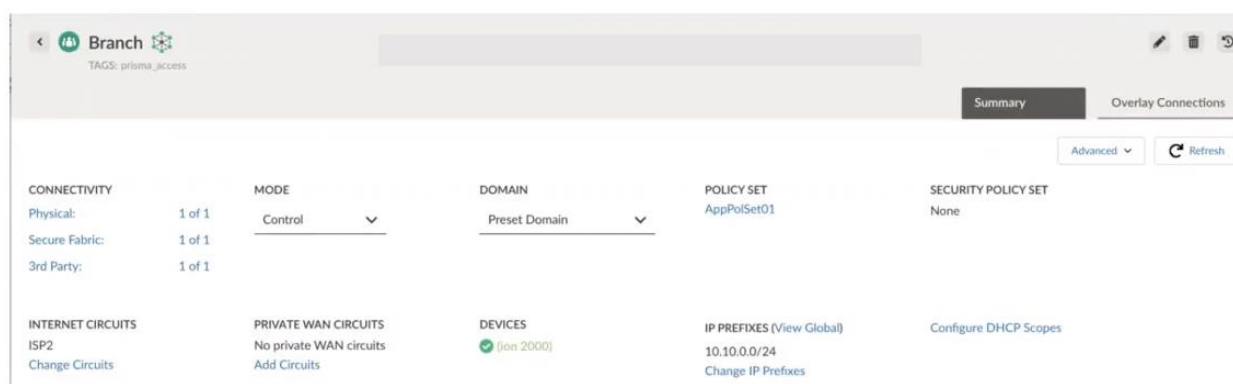 Branch
TAGS: prisma_access
Summary
Overlay Connections
Advanced
Refresh
CONNECTIVITY
Physical: 1 of 1
Secure Fabric: 1 of 1
3rd Party: 1 of 1
MODE
Control
DOMAIN
Preset Domain
POLICY SET
AppPolSet01
SECURITY POLICY SET
None
INTERNET CIRCUITS
ISP2
Change Circuits
PRIVATE WAN CIRCUITS
No private WAN circuits
Add Circuits
DEVICES
(ion 2000)
IP PREFIXES (View Global)
10.10.0.0/24
Change IP Prefixes
Configure DHCP Scopes